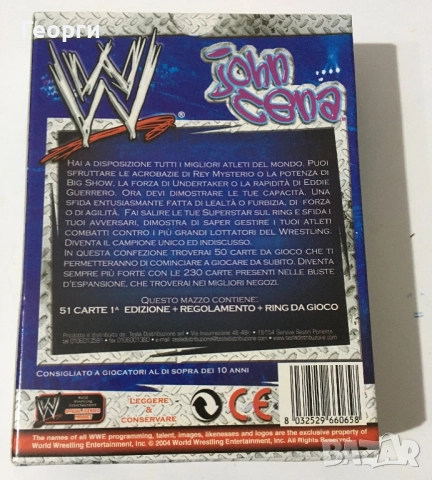 Георги
W
john
cena
HAI A DISPOSIZIONE TUTTI I MIGLIORI ATLETI DEL MONDO. PUOI
SFRUTTARE LE ACROBAZIE DI REY MYSTERIO O LA POTENZA DI
BIG SHOW, LA FORZA DI UNDERTAKER O LA RAPIDITÀ DI EDDIE
GUERRERO. ORA DEVI DIMOSTRARE LE TUE CAPACITÀ. UNA
SFIDA ENTUSIASMANTE FATTA DI LEALTÀ O FURBIZIA, DI FORZA
O DI AGILITÀ. FAI SALIRE LE TUE SUPERSTAR SUL RING E SFIDA I
TUOI AVVERSARI, DIMOSTRA DI SAPER GESTIRE I TUOI ATLETI
COMBATTI CONTRO I PIÙ GRANDI LOTTATORI DEL WRESTLING.
DIVENTA IL CAMPIONE UNICO ED INDISCUSSO.
IN QUESTA CONFEZIONE TROVERAI 50 CARTE DA GIOCO CHE TI
PERMETTERANNO DI COMINCIARE A GIOCARE DA SUBITO. DIVENTA
SEMPRE PIÙ FORTE CON LE 230 CARTE PRESENTI NELLE BUSTE
D'ESPANSIONE, CHE TROVERAI NEI MIGLIORI NEGOZI.
QUESTO MAZZO CONTIENE:
51 CARTE 1^ EDIZIONE + REGOLAMENTO + RING DA GIOCO
Prodotto e distribuito da: Tesla Distribuzione srl
CONSIGLIATO A GIOCATORI AL DI SOPRA DEI 10 ANNI
LEGGERE
&
CONSERVARE
CE
8 032529 660658
The names of all WWE programming, talent, images, likenesses and logos are the exclusive property of
World Wrestling Entertainment, Inc. © 2004 World Wrestling Entertainment, Inc. All Rights Reserved.